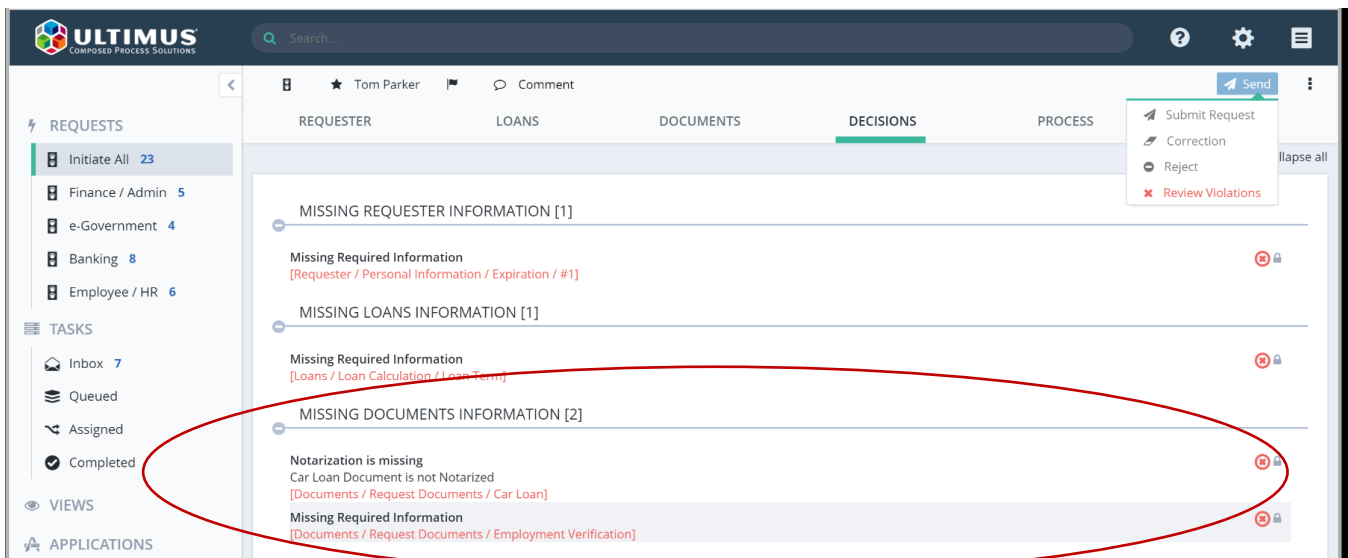 ULTIMUS
COMPOSED PROCESS SOLUTIONS
Search...
Tom Parker
Comment
Send
REQUESTS
Initiate All 23
Finance / Admin 5
e-Government 4
Banking 8
Employee / HR 6
TASKS
Inbox 7
Queued
Assigned
Completed
VIEWS
APPLICATIONS
REQUESTER
LOANS
DOCUMENTS
DECISIONS
PROCESS
Submit Request
Correction
Reject
Review Violations
llapse all
MISSING REQUESTER INFORMATION [1]
Missing Required Information
[Requester / Personal Information / Expiration / #1]
MISSING LOANS INFORMATION [1]
Missing Required Information
[Loans / Loan Calculation / Loan Term]
MISSING DOCUMENTS INFORMATION [2]
Notarization is missing
Car Loan Document is not Notarized
[Documents / Request Documents / Car Loan]
Missing Required Information
[Documents / Request Documents / Employment Verification]